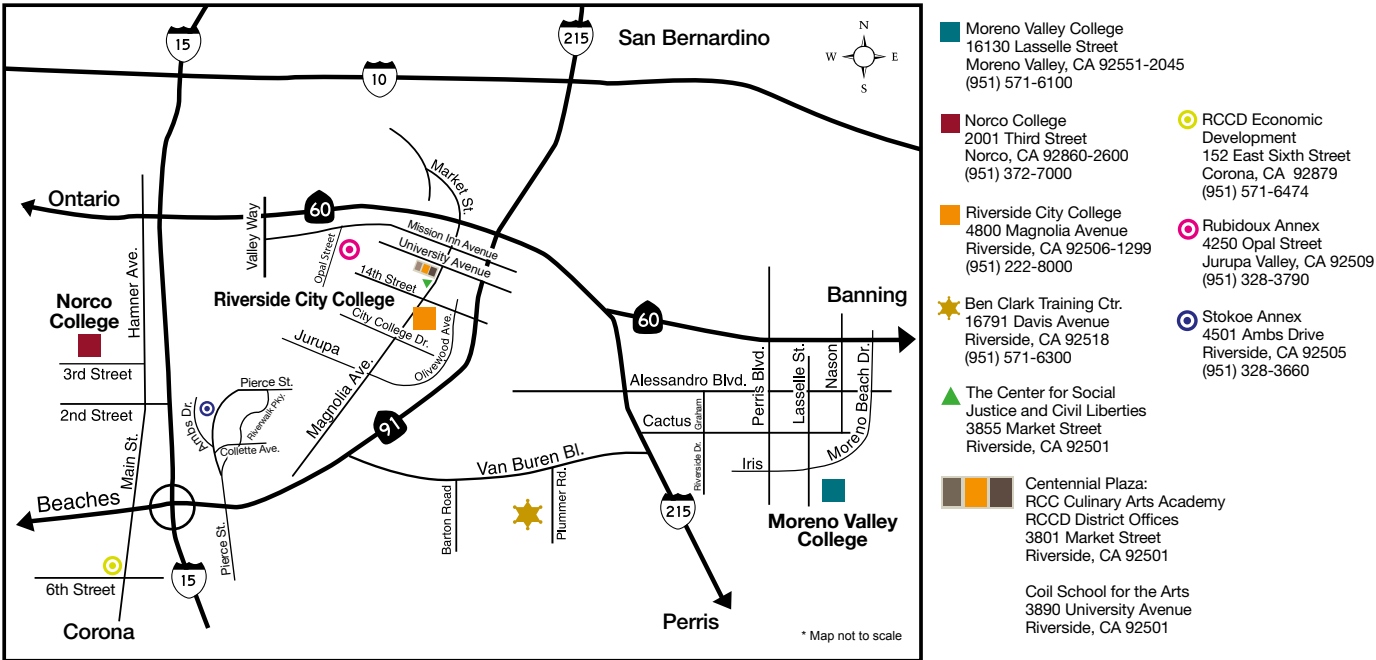 15
215
San Bernardino
N
W
E
S
10
Market St.
Ontario
60
Valley Way
Mission Inn Avenue
University Avenue
Opal Street
14th Street
Hamner Ave.
Riverside City College
Norco
College
City College Dr.
Olivewood Ave.
Jurupa
Banning
60
3rd Street
Magnolia Ave.
Pierce St.
Alessandro Blvd.
Perris Blvd.
Lasselle St.
Nason
Moreno Beach Dr.
2nd Street
Ambs Dr.
Riverwalk Pky.
Graham
Cactus
91
Collette Ave.
Main St.
Van Buren Bl.
Riverside Dr.
Iris
Beaches
Barton Road
Plummer Rd.
215
Moreno Valley
College
Pierce St.
15
6th Street
Corona
Perris
* Map not to scale
Moreno Valley College
16130 Lasselle Street
Moreno Valley, CA 92551-2045
(951) 571-6100
Norco College
2001 Third Street
Norco, CA 92860-2600
(951) 372-7000
Riverside City College
4800 Magnolia Avenue
Riverside, CA 92506-1299
(951) 222-8000
Ben Clark Training Ctr.
16791 Davis Avenue
Riverside, CA 92518
(951) 571-6300
The Center for Social
Justice and Civil Liberties
3855 Market Street
Riverside, CA 92501
Centennial Plaza:
RCC Culinary Arts Academy
RCCD District Offices
3801 Market Street
Riverside, CA 92501
Coil School for the Arts
3890 University Avenue
Riverside, CA 92501
RCCD Economic
Development
152 East Sixth Street
Corona, CA 92879
(951) 571-6474
Rubidoux Annex
4250 Opal Street
Jurupa Valley, CA 92509
(951) 328-3790
Stokoe Annex
4501 Ambs Drive
Riverside, CA 92505
(951) 328-3660